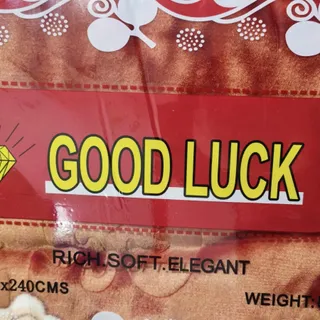 GOOD LUCK
RICH.SOFT.ELEGANT
x240CMS
WEIGHT: